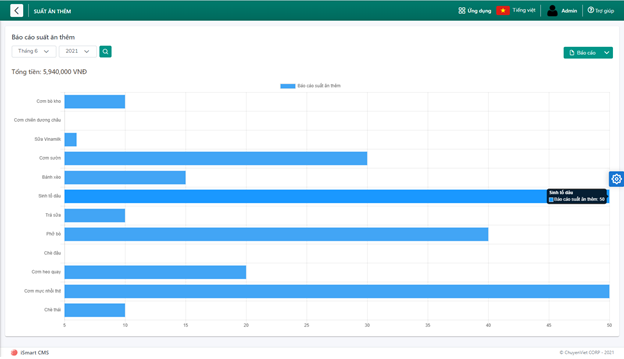 SUẤT ĂN THÊM
Ứng dụng
Tiếng việt
Admin
Trợ giúp
Báo cáo suất ăn thêm
Tháng 6
2021
Báo cáo
Tổng tiền: 5,940,000 VNĐ
Báo cáo suất ăn thêm
Cơm bò kho
Cơm chiên dương châu
Sữa Vinamilk
Cơm sườn
Bánh cáo
Sinh tố dâu
Sinh tố dâu
Báo cáo suất ăn thêm: 50
Trà sữa
Phở bò
Chè đậu
Cơm heo quay
Cơm mực nhồi thịt
Chè thái
5 10 15 20 25 30 35 40 45 50
iSmart CMS
© ChuyenViet CORP - 2021